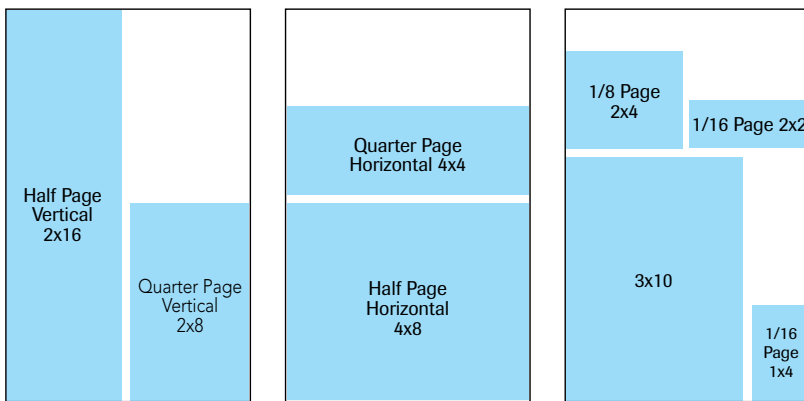 Half Page
Vertical
2x16
Quarter Page
Vertical
2x8
Quarter Page
Horizontal 4x4
Half Page
Horizontal
4x8
1/8 Page
2x4
1/16 Page 2x2
3x10
1/16
Page
1x4